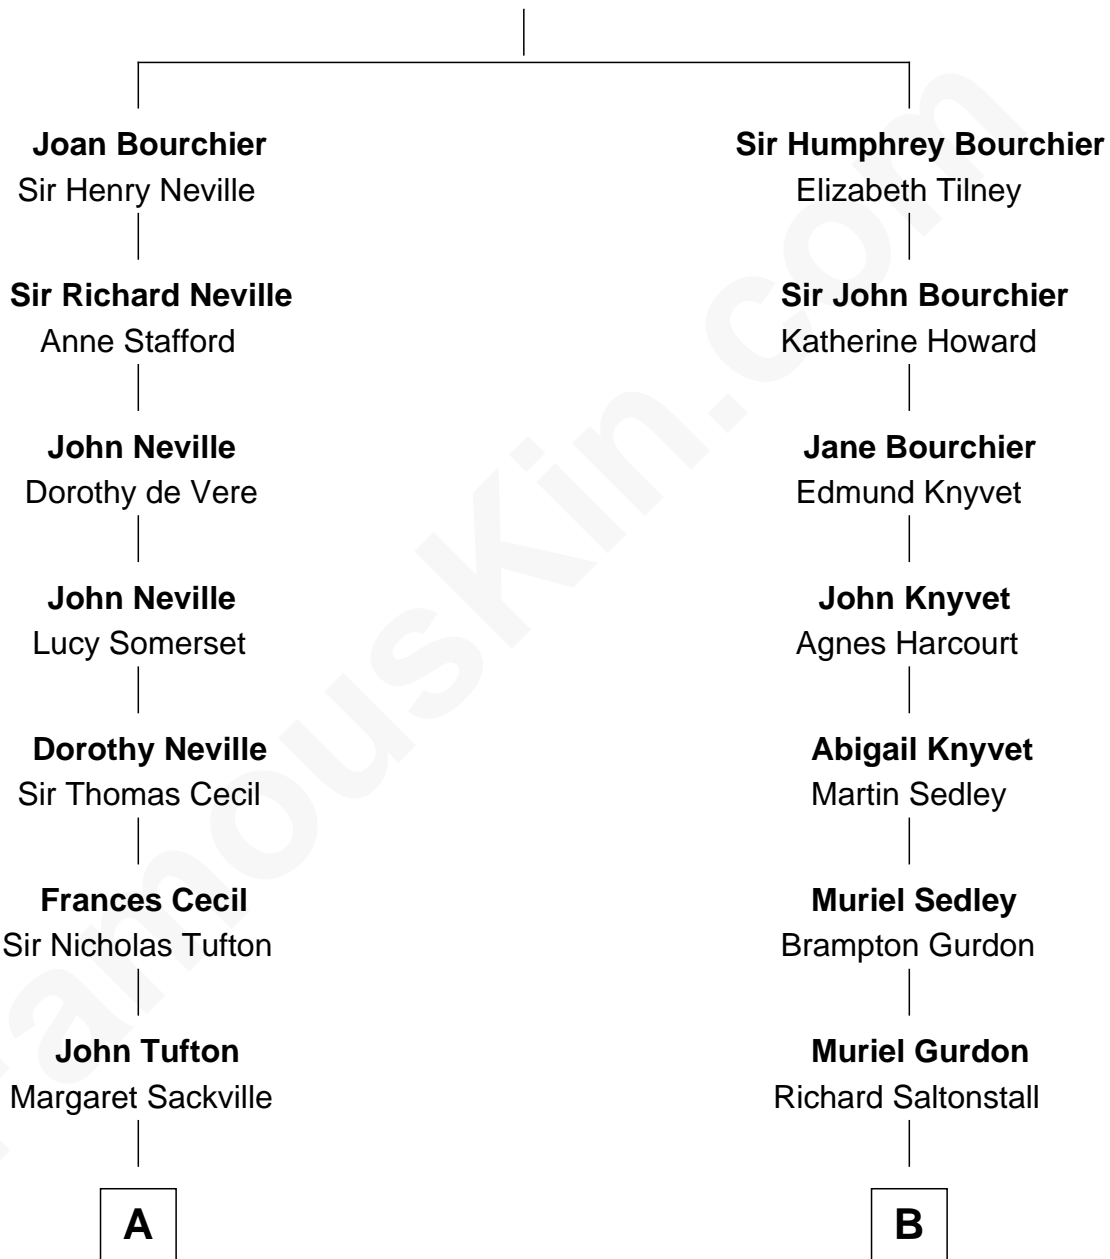 Joan Bourchier
Sir Henry Neville
Sir Richard Neville
Anne Stafford
John Neville
Dorothy de Vere
John Neville
Lucy Somerset
Dorothy Neville
Sir Thomas Cecil
Frances Cecil
Sir Nicholas Tufton
John Tufton
Margaret Sackville
A
Sir Humphrey Bourchier
Elizabeth Tilney
Sir John Bourchier
Katherine Howard
Jane Bourchier
Edmund Knyvet
John Knyvet
Agnes Harcourt
Abigail Knyvet
Martin Sedley
Muriel Sedley
Brampton Gurdon
Muriel Gurdon
Richard Saltonstall
B
FamousKin.com